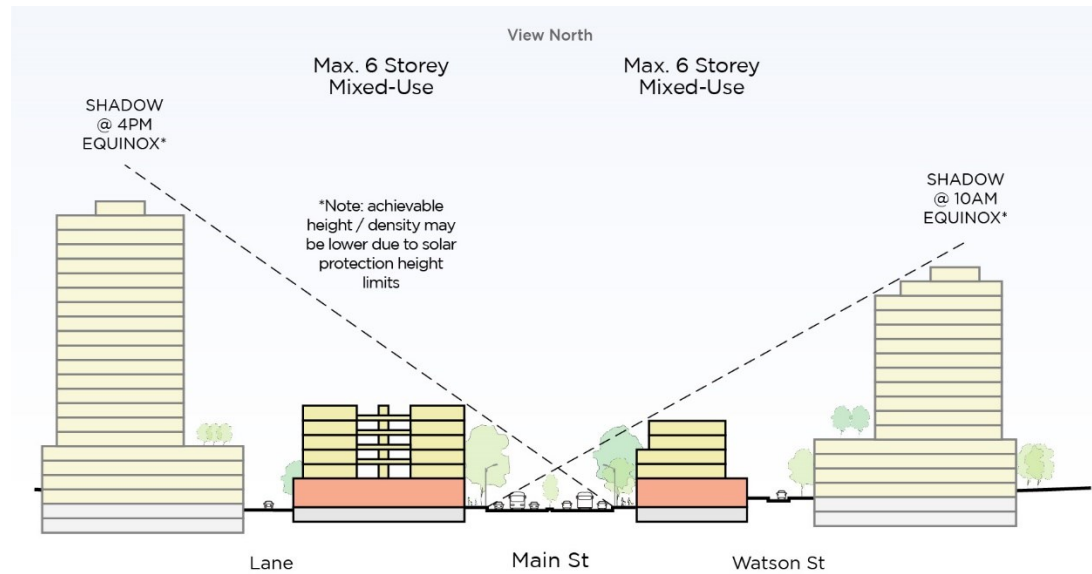 View North
Max. 6 Storey
Mixed-Use
Max. 6 Storey
Mixed-Use
SHADOW
@ 4PM
EQUINOX*
*Note: achievable
height / density may
be lower due to solar
protection height
limits
SHADOW
@ 10AM
EQUINOX*
Lane
Main St
Watson St